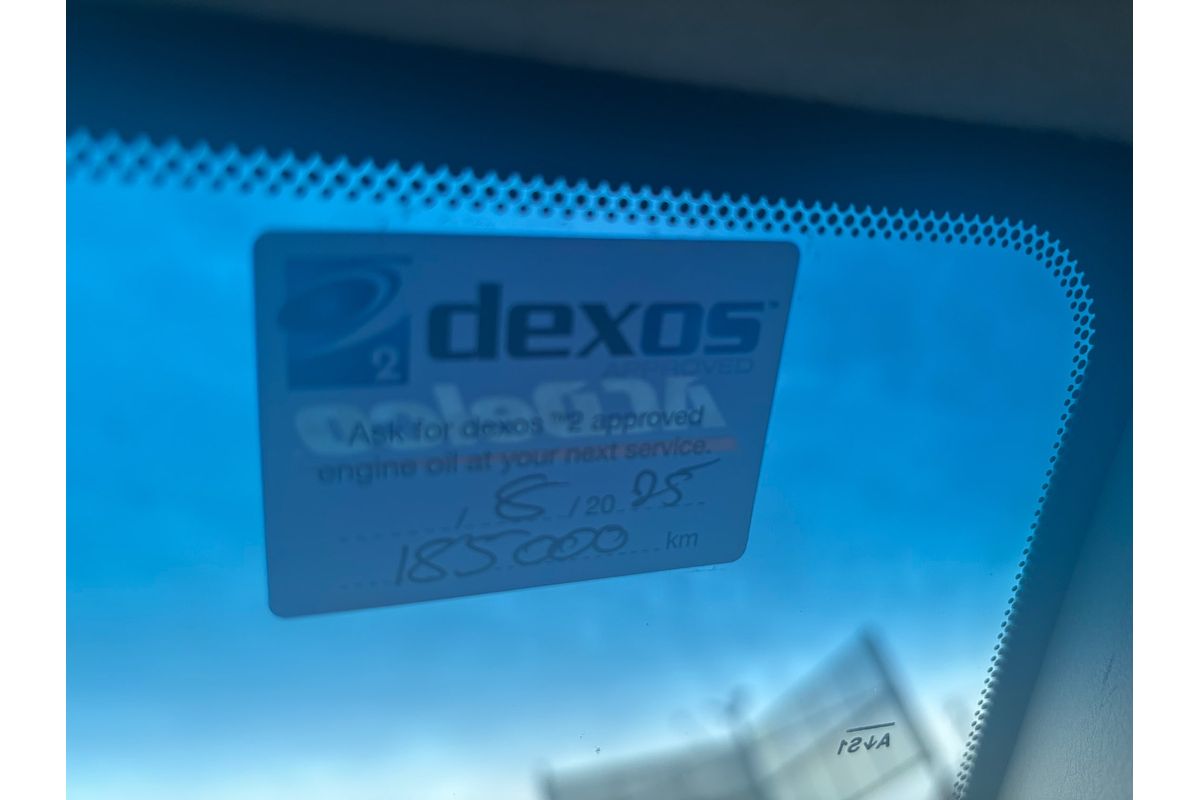 2
dexos™
APPROVED
ACDelco
Ask for dexos™2 approved
engine oil at your next service.
/ 8 / 20 25
185000 km
AS1